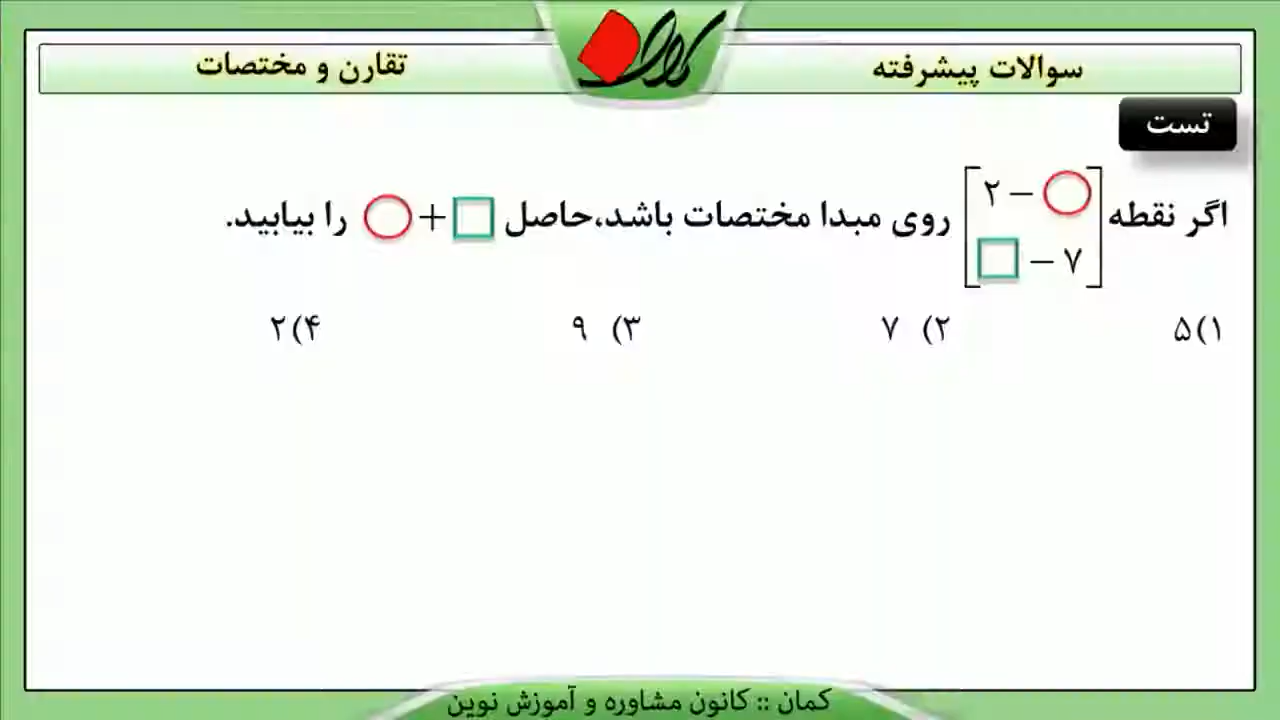 سوالات پیشرفته
کمان
تقارن و مختصات
تست
اگر نقطه [۲ − ○ / □ − ۷] روی مبدا مختصات باشد،حاصل □+○ را بیابید.
۱) ۵ ۲) ۷ ۳) ۹ ۴) ۲
کمان :: کانون مشاوره و آموزش نوین